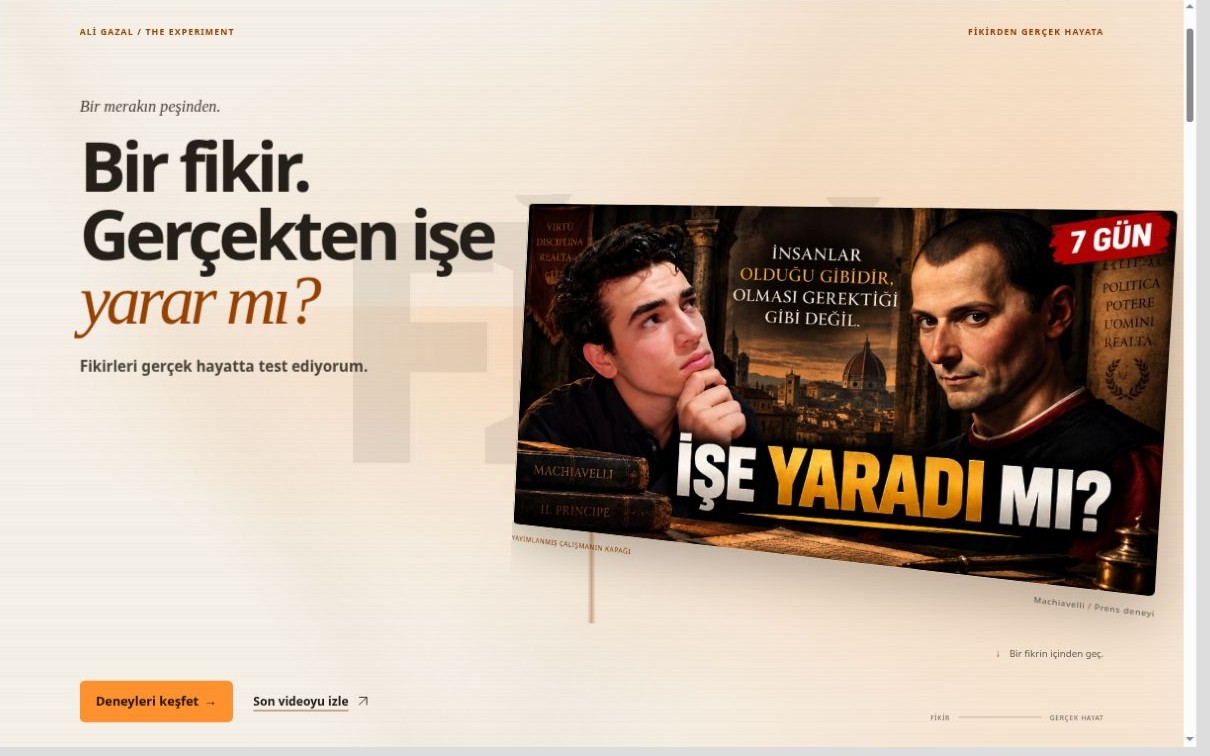 ALİ GAZAL / THE EXPERIMENT
FİKİRDEN GERÇEK HAYATA
Bir merakın peşinden.
Bir fikir.
Gerçekten işe
yarar mı?
Fikirleri gerçek hayatta test ediyorum.
Fİ
VIRTÙ
DISCIPLINA
REALTA
İNSANLAR
OLDUĞU GİBİDİR,
OLMASI GEREKTİĞİ
GİBİ DEĞİL.
7 GÜN
POLITICA
POTERE
UOMINI
REALTA
MACHIAVELLI
IL PRINCIPE
İŞE YARADI MI?
YAYIMLANMIŞ ÇALIŞMANIN KAPAĞI
Machiavelli / Prens deneyi
↓ Bir fikrin içinden geç.
Deneyleri keşfet →
Son videoyu izle ↗
FİKİR
GERÇEK HAYAT